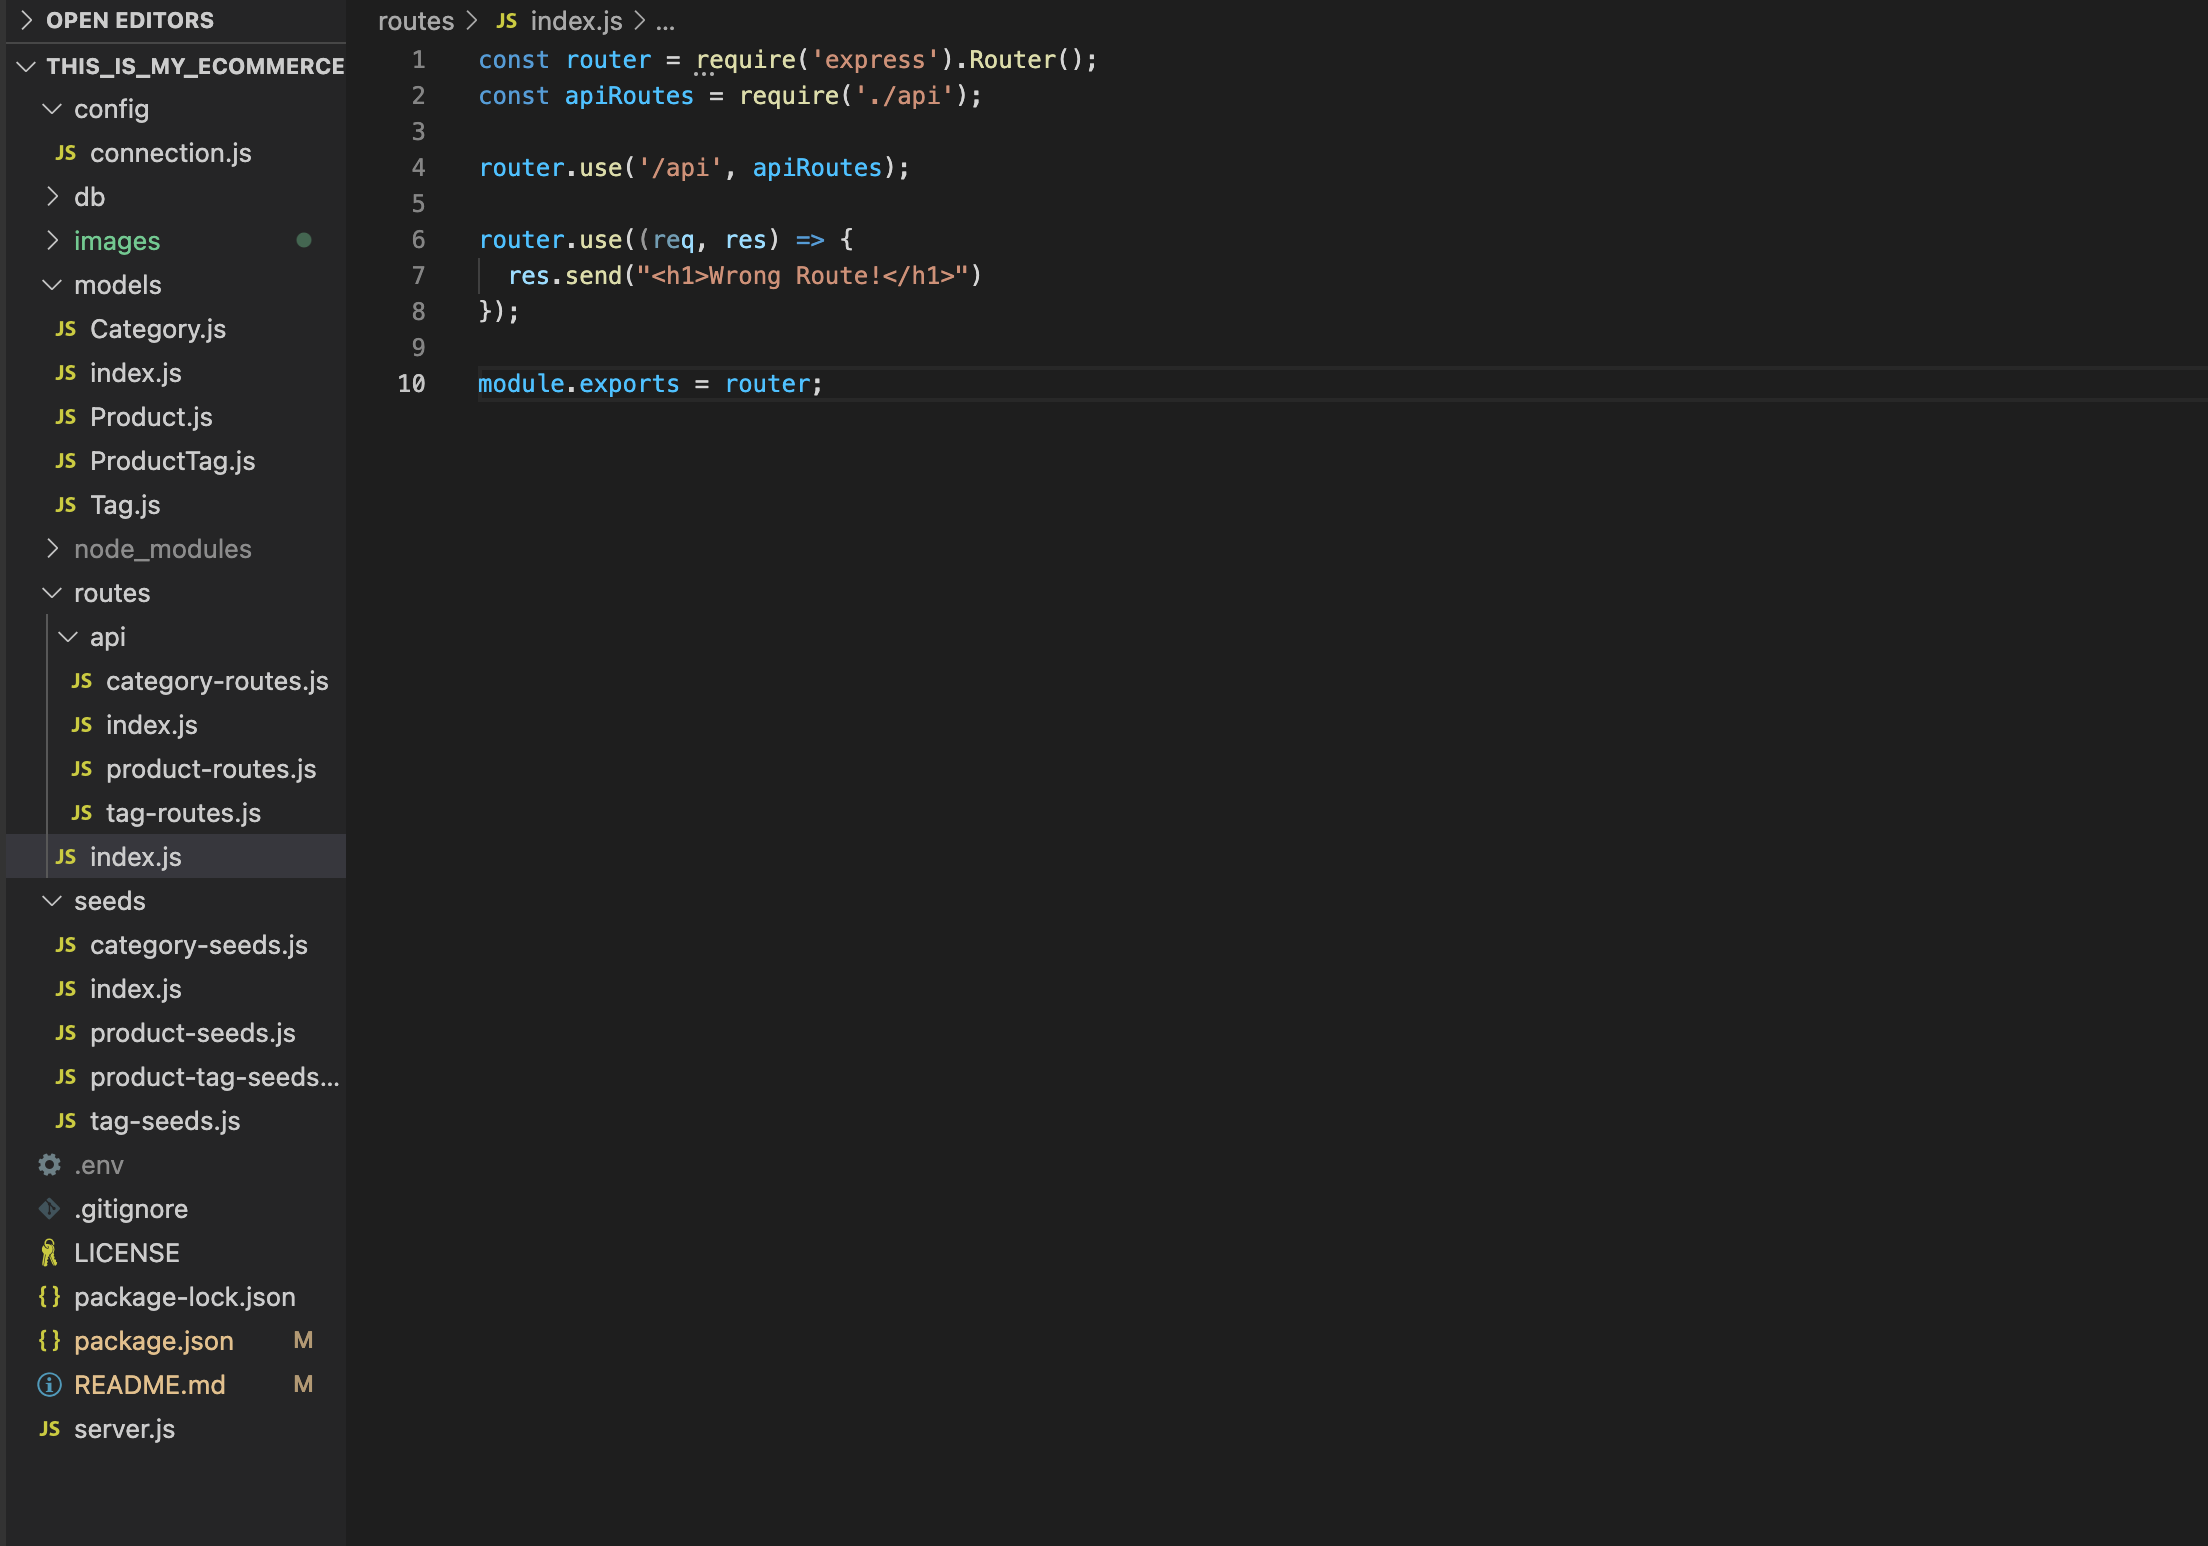 OPEN EDITORS
THIS_IS_MY_ECOMMERCE
config
JS connection.js
db
images
models
JS Category.js
JS index.js
JS Product.js
JS ProductTag.js
JS Tag.js
node_modules
routes
api
JS category-routes.js
JS index.js
JS product-routes.js
JS tag-routes.js
JS index.js
seeds
JS category-seeds.js
JS index.js
JS product-seeds.js
JS product-tag-seeds...
JS tag-seeds.js
.env
.gitignore
LICENSE
{} package-lock.json
{} package.json M
README.md M
JS server.js
routes > JS index.js > ...
1 const router = require('express').Router();
2 const apiRoutes = require('./api');
3
4 router.use('/api', apiRoutes);
5
6 router.use((req, res) => {
7   res.send("<h1>Wrong Route!</h1>")
8 });
9
10 module.exports = router;